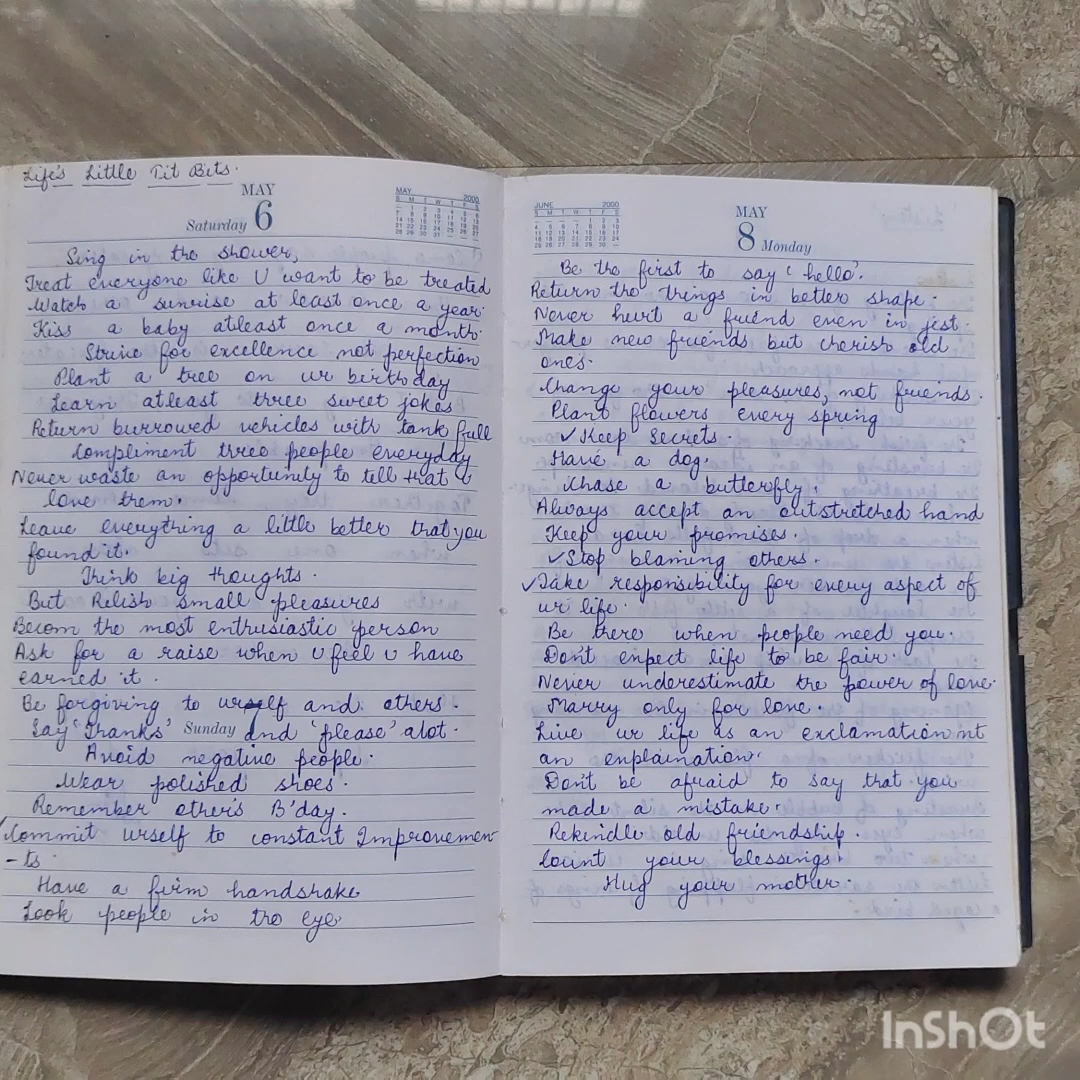 Life's Little Tit Bits.
MAY
Saturday 6
MAY 2000
S M T W T F S
Sing in the shower,
Treat everyone like U want to be treated
Watch a sunrise at least once a year.
Kiss a baby atleast once a month.
Strive for excellence not perfection
Plant a tree on ur birthday
Learn atleast three sweet jokes
Return burrowed vehicles with tank full
Compliment three people everyday
Never waste an opportunity to tell that u
love them.
Leave everything a little better that you
found it.
Think big thoughts.
But Relish small pleasures
Becom the most enthusiastic person
Ask for a raise when u feel u have
earned it.
Be forgiving to urself and others.
Say 'Thanks' and 'please' alot.
Sunday 7
Avoid negative people.
Wear polished shoes.
Remember other's B'day.
✓Commit urself to constant Improvemen-
-ts.
Have a firm handshake
Look people in the eye
JUNE 2000
S M T W T F S
MAY
8 Monday
Be the first to say 'hello'.
Return the things in better shape.
Never hurt a friend even in jest.
Make new friends but cherish old
ones.
Change your pleasures, not friends.
Plant flowers every spring
✓Keep Secrets.
Have a dog.
Chase a butterfly.
Always accept an outstretched hand
Keep your promises.
✓Stop blaming others.
✓Take responsibility for every aspect of
ur life.
Be there when people need you.
Don't expect life to be fair.
Never underestimate the power of love.
Marry only for love.
Live ur life as an exclamation nt
an explaination.
Don't be afraid to say that you
made a mistake.
Rekindle old friendship.
Count your blessings.
Hug your mother.
InShOt